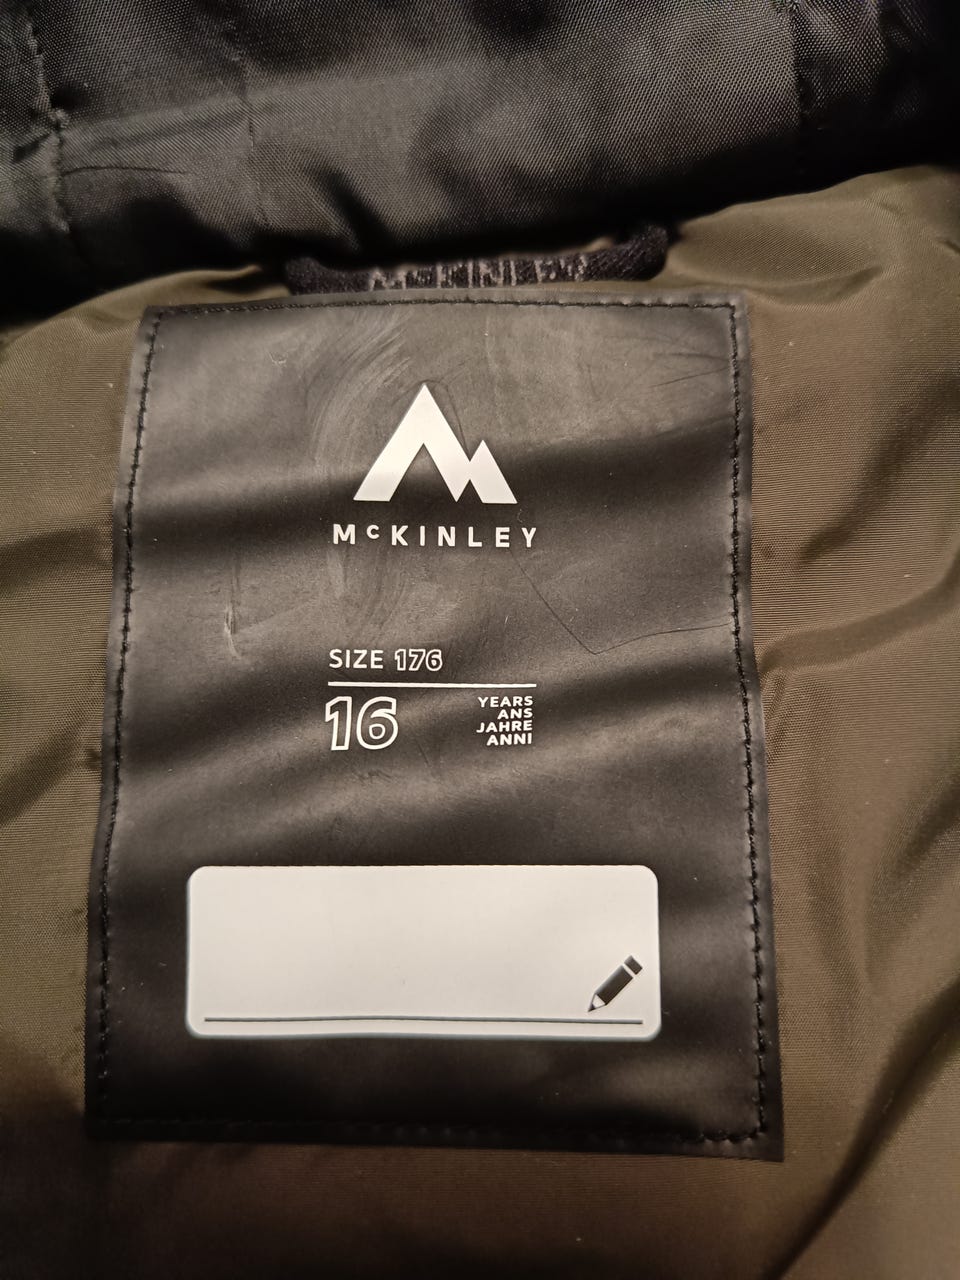 McKINLEY
SIZE 176
16
YEARS
ANS
JAHRE
ANNI